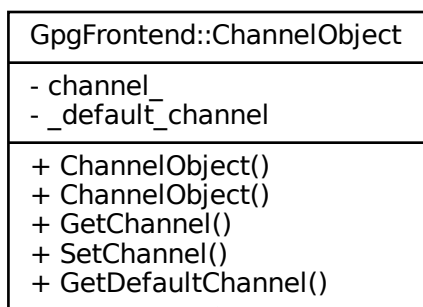 GpgFrontend::ChannelObject
- channel_
- _default_channel
+ ChannelObject()
+ ChannelObject()
+ GetChannel()
+ SetChannel()
+ GetDefaultChannel()